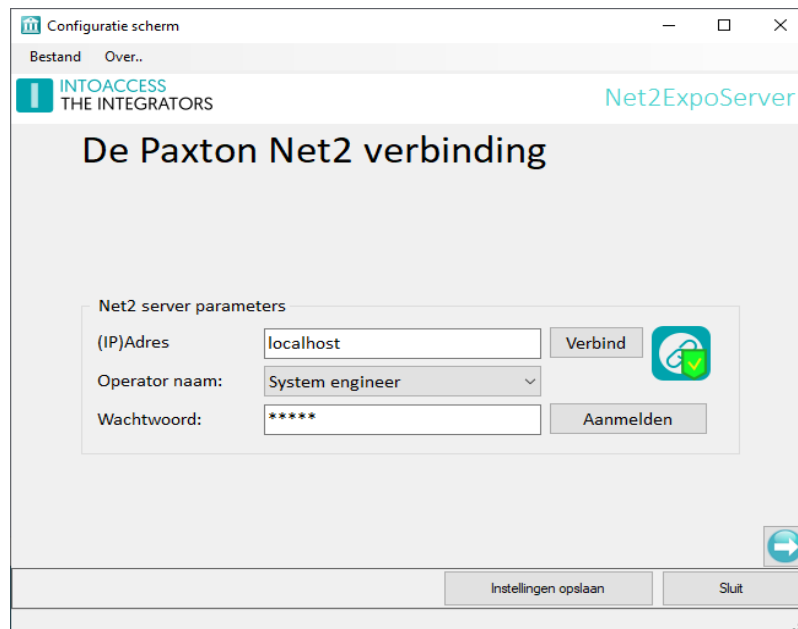 Configuratie scherm
Bestand Over..
INTOACCESS
THE INTEGRATORS
Net2ExpoServer
De Paxton Net2 verbinding
Net2 server parameters
(IP)Adres localhost Verbind
Operator naam: System engineer
Wachtwoord: ***** Aanmelden
Instellingen opslaan Sluit